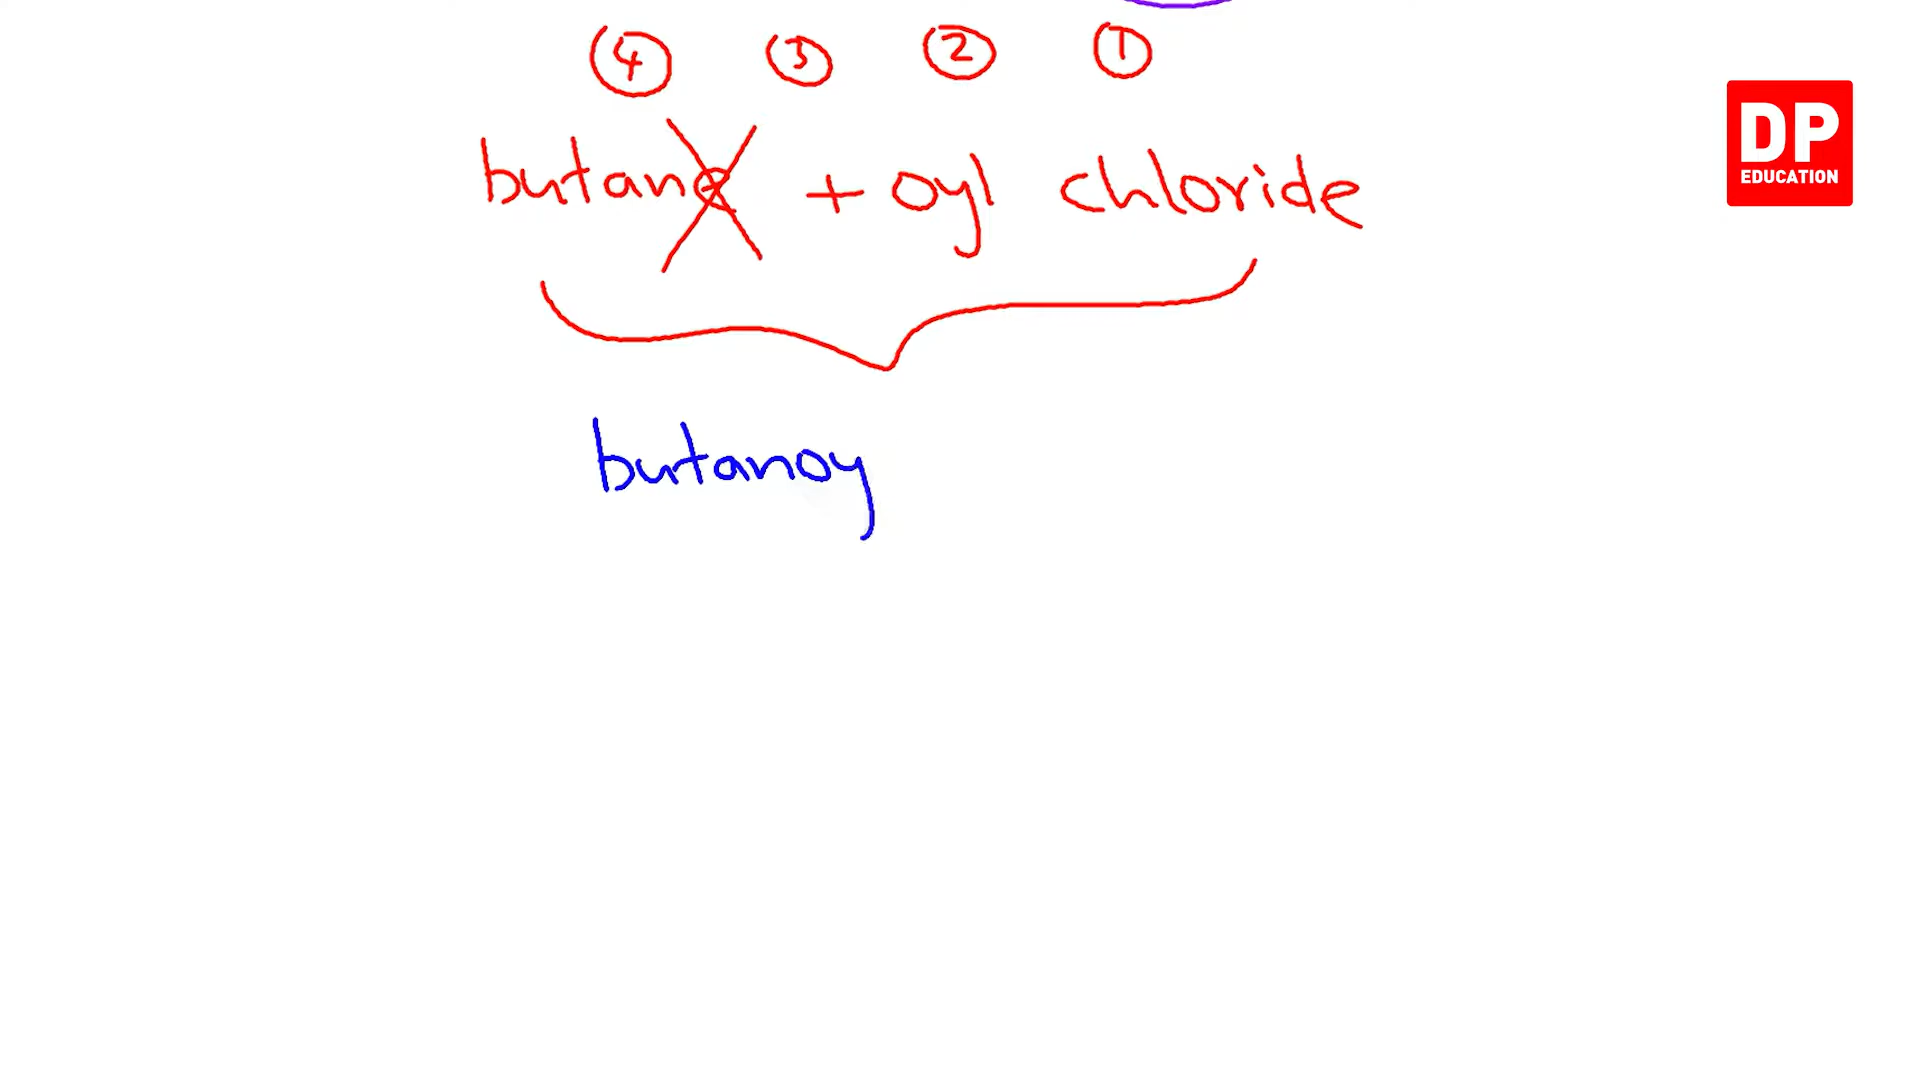 ④ ③ ② ①
butane + oyl chloride
butanoy
DP
EDUCATION